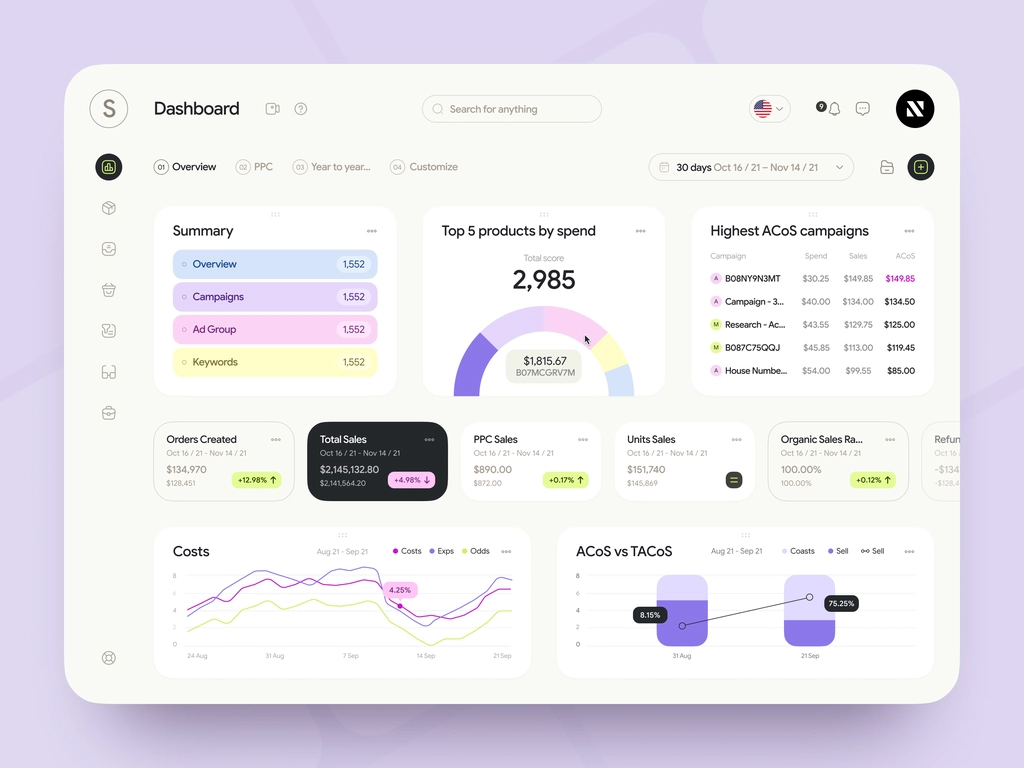 S
Dashboard
Search for anything
9
N
01 Overview 02 PPC 03 Year to year... 04 Customize
30 days Oct 16 / 21 – Nov 14 / 21
Summary
Overview 1,552
Campaigns 1,552
Ad Group 1,552
Keywords 1,552
Top 5 products by spend
Total score
2,985
$1,815.67
B07MCGRV7M
Highest ACoS campaigns
Campaign Spend Sales ACoS
A B08NY9N3MT $30.25 $149.85 $149.85
A Campaign - 3... $40.00 $134.00 $134.50
M Research - Ac... $43.55 $129.75 $125.00
M B087C75QQJ $45.85 $113.00 $119.45
A House Numbe... $54.00 $99.55 $85.00
Orders Created
Oct 16 / 21 - Nov 14 / 21
$134,970
$128,451
+12.98%
Total Sales
Oct 16 / 21 - Nov 14 / 21
$2,145,132.80
$2,141,564.20
+4.98%
PPC Sales
Oct 16 / 21 - Nov 14 / 21
$890.00
$872.00
+0.17%
Units Sales
Oct 16 / 21 - Nov 14 / 21
$151,740
$145,869
Organic Sales Ra...
Oct 16 / 21 - Nov 14 / 21
100.00%
100.00%
+0.12%
Refun
Oct 16 /
-$134
-$128,4
Costs
Aug 21 - Sep 21
Costs Exps Odds
8
6
4
2
0
4.25%
24 Aug 31 Aug 7 Sep 14 Sep 21 Sep
ACoS vs TACoS
Aug 21 - Sep 21
Coasts Sell Sell
8
6
4
2
0
8.15%
75.25%
31 Aug 21 Sep